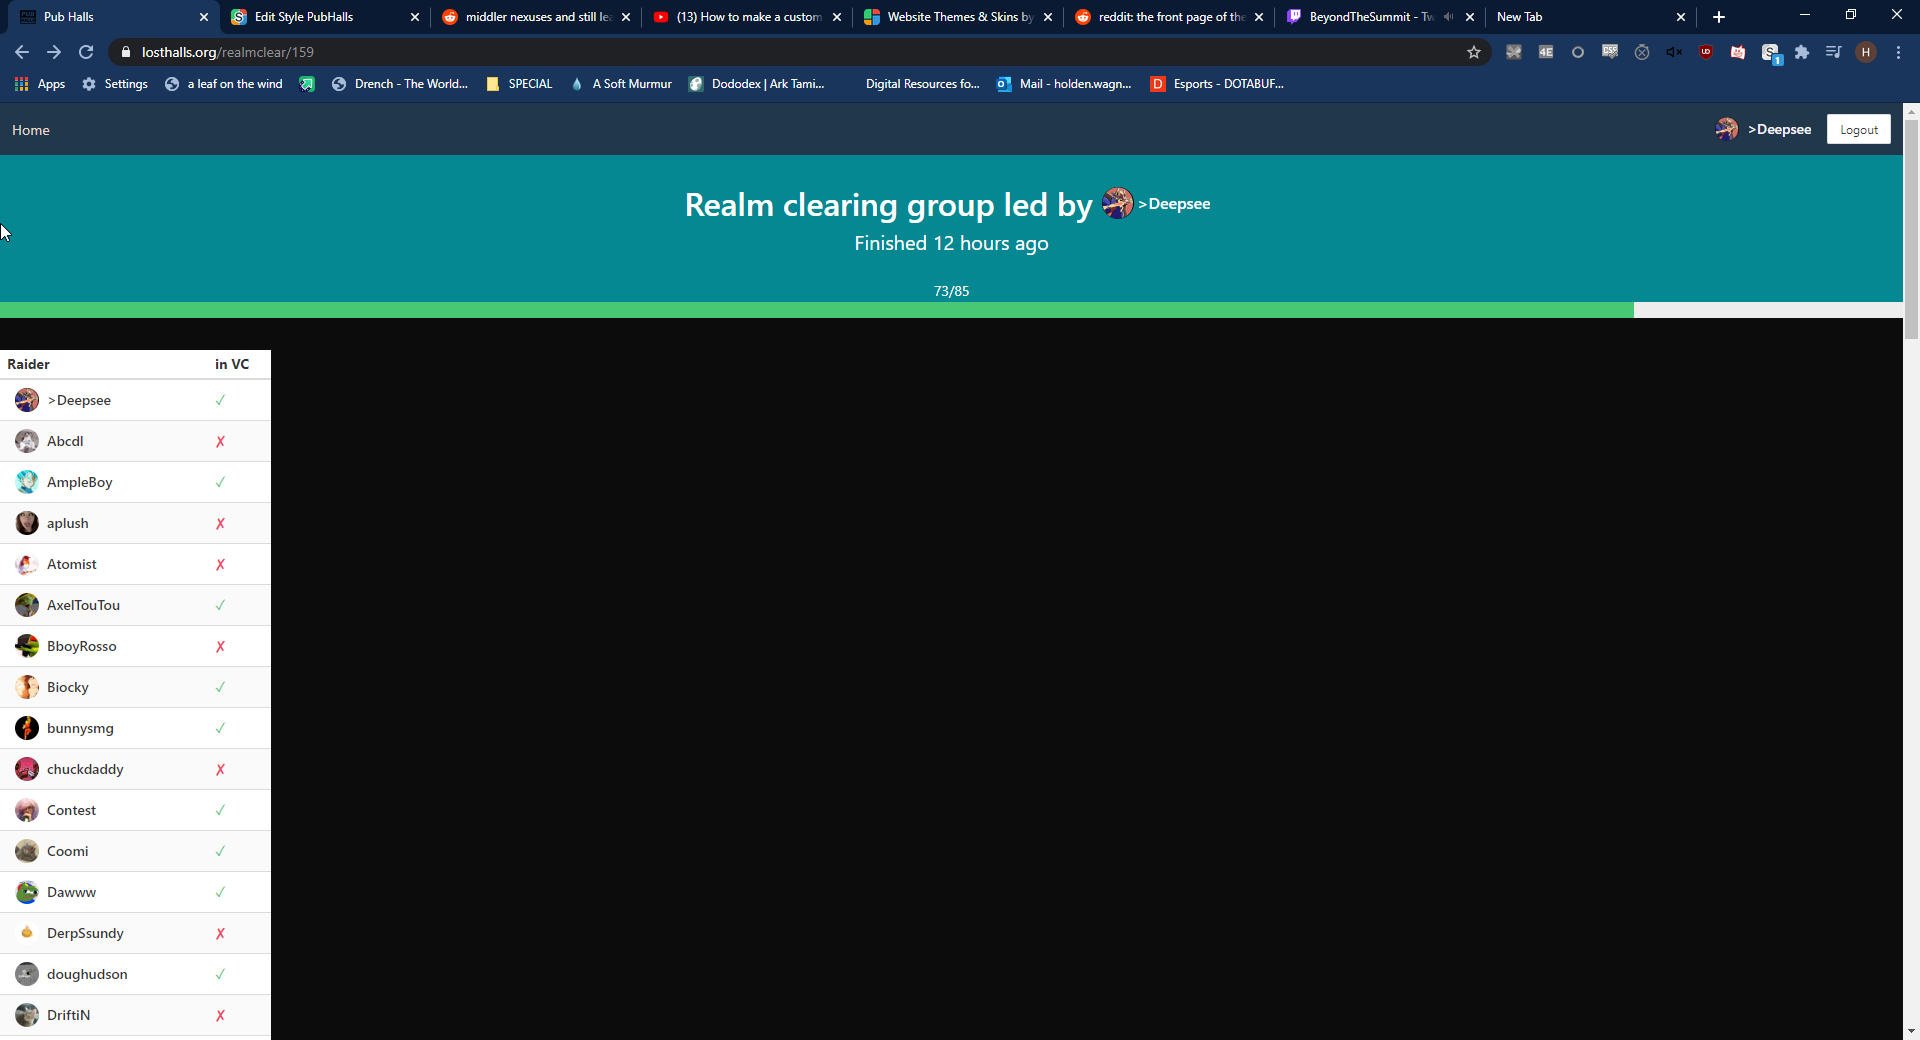 Pub Halls
Edit Style PubHalls
middler nexuses and still le
(13) How to make a custom
Website Themes & Skins by
reddit: the front page of the
BeyondTheSummit - Tw
New Tab
losthalls.org/realmclear/159
4E
CSP
UD
S
1
H
Apps
Settings
a leaf on the wind
Drench - The World...
SPECIAL
A Soft Murmur
Dododex | Ark Tami...
Digital Resources fo...
Mail - holden.wagn...
D
Esports - DOTABUF...
Home
>Deepsee
Logout
Realm clearing group led by >Deepsee
Finished 12 hours ago
73/85
Raider in VC
>Deepsee ✓
Abcdl ✗
AmpleBoy ✓
aplush ✗
Atomist ✗
AxelTouTou ✓
BboyRosso ✗
Biocky ✓
bunnysmg ✓
chuckdaddy ✗
Contest ✓
Coomi ✓
Dawww ✓
DerpSsundy ✗
doughudson ✓
DriftiN ✗